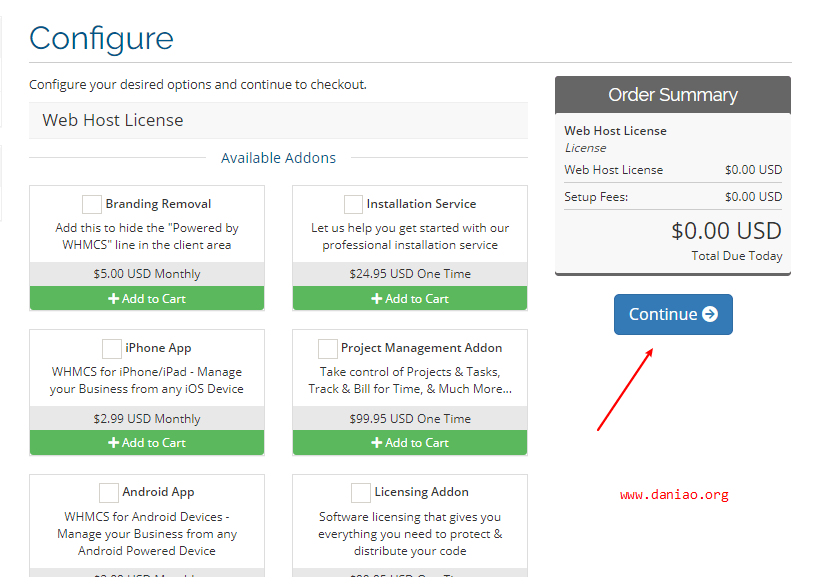 Configure
Configure your desired options and continue to checkout.
Web Host License
Available Addons
Branding Removal
Add this to hide the "Powered by
WHMCS" line in the client area
$5.00 USD Monthly
Add to Cart
Installation Service
Let us help you get started with our
professional installation service
$24.95 USD One Time
Add to Cart
iPhone App
WHMCS for iPhone/iPad - Manage
your Business from any iOS Device
$2.99 USD Monthly
Add to Cart
Project Management Addon
Take control of Projects & Tasks,
Track & Bill for Time, & Much More...
$99.95 USD One Time
Add to Cart
Android App
WHMCS for Android Devices -
Manage your Business from any
Android Powered Device
Licensing Addon
Software licensing that gives you
everything you need to protect &
distribute your code
Order Summary
Web Host License
License
Web Host License $0.00 USD
Setup Fees: $0.00 USD
$0.00 USD
Total Due Today
Continue
www.daniao.org